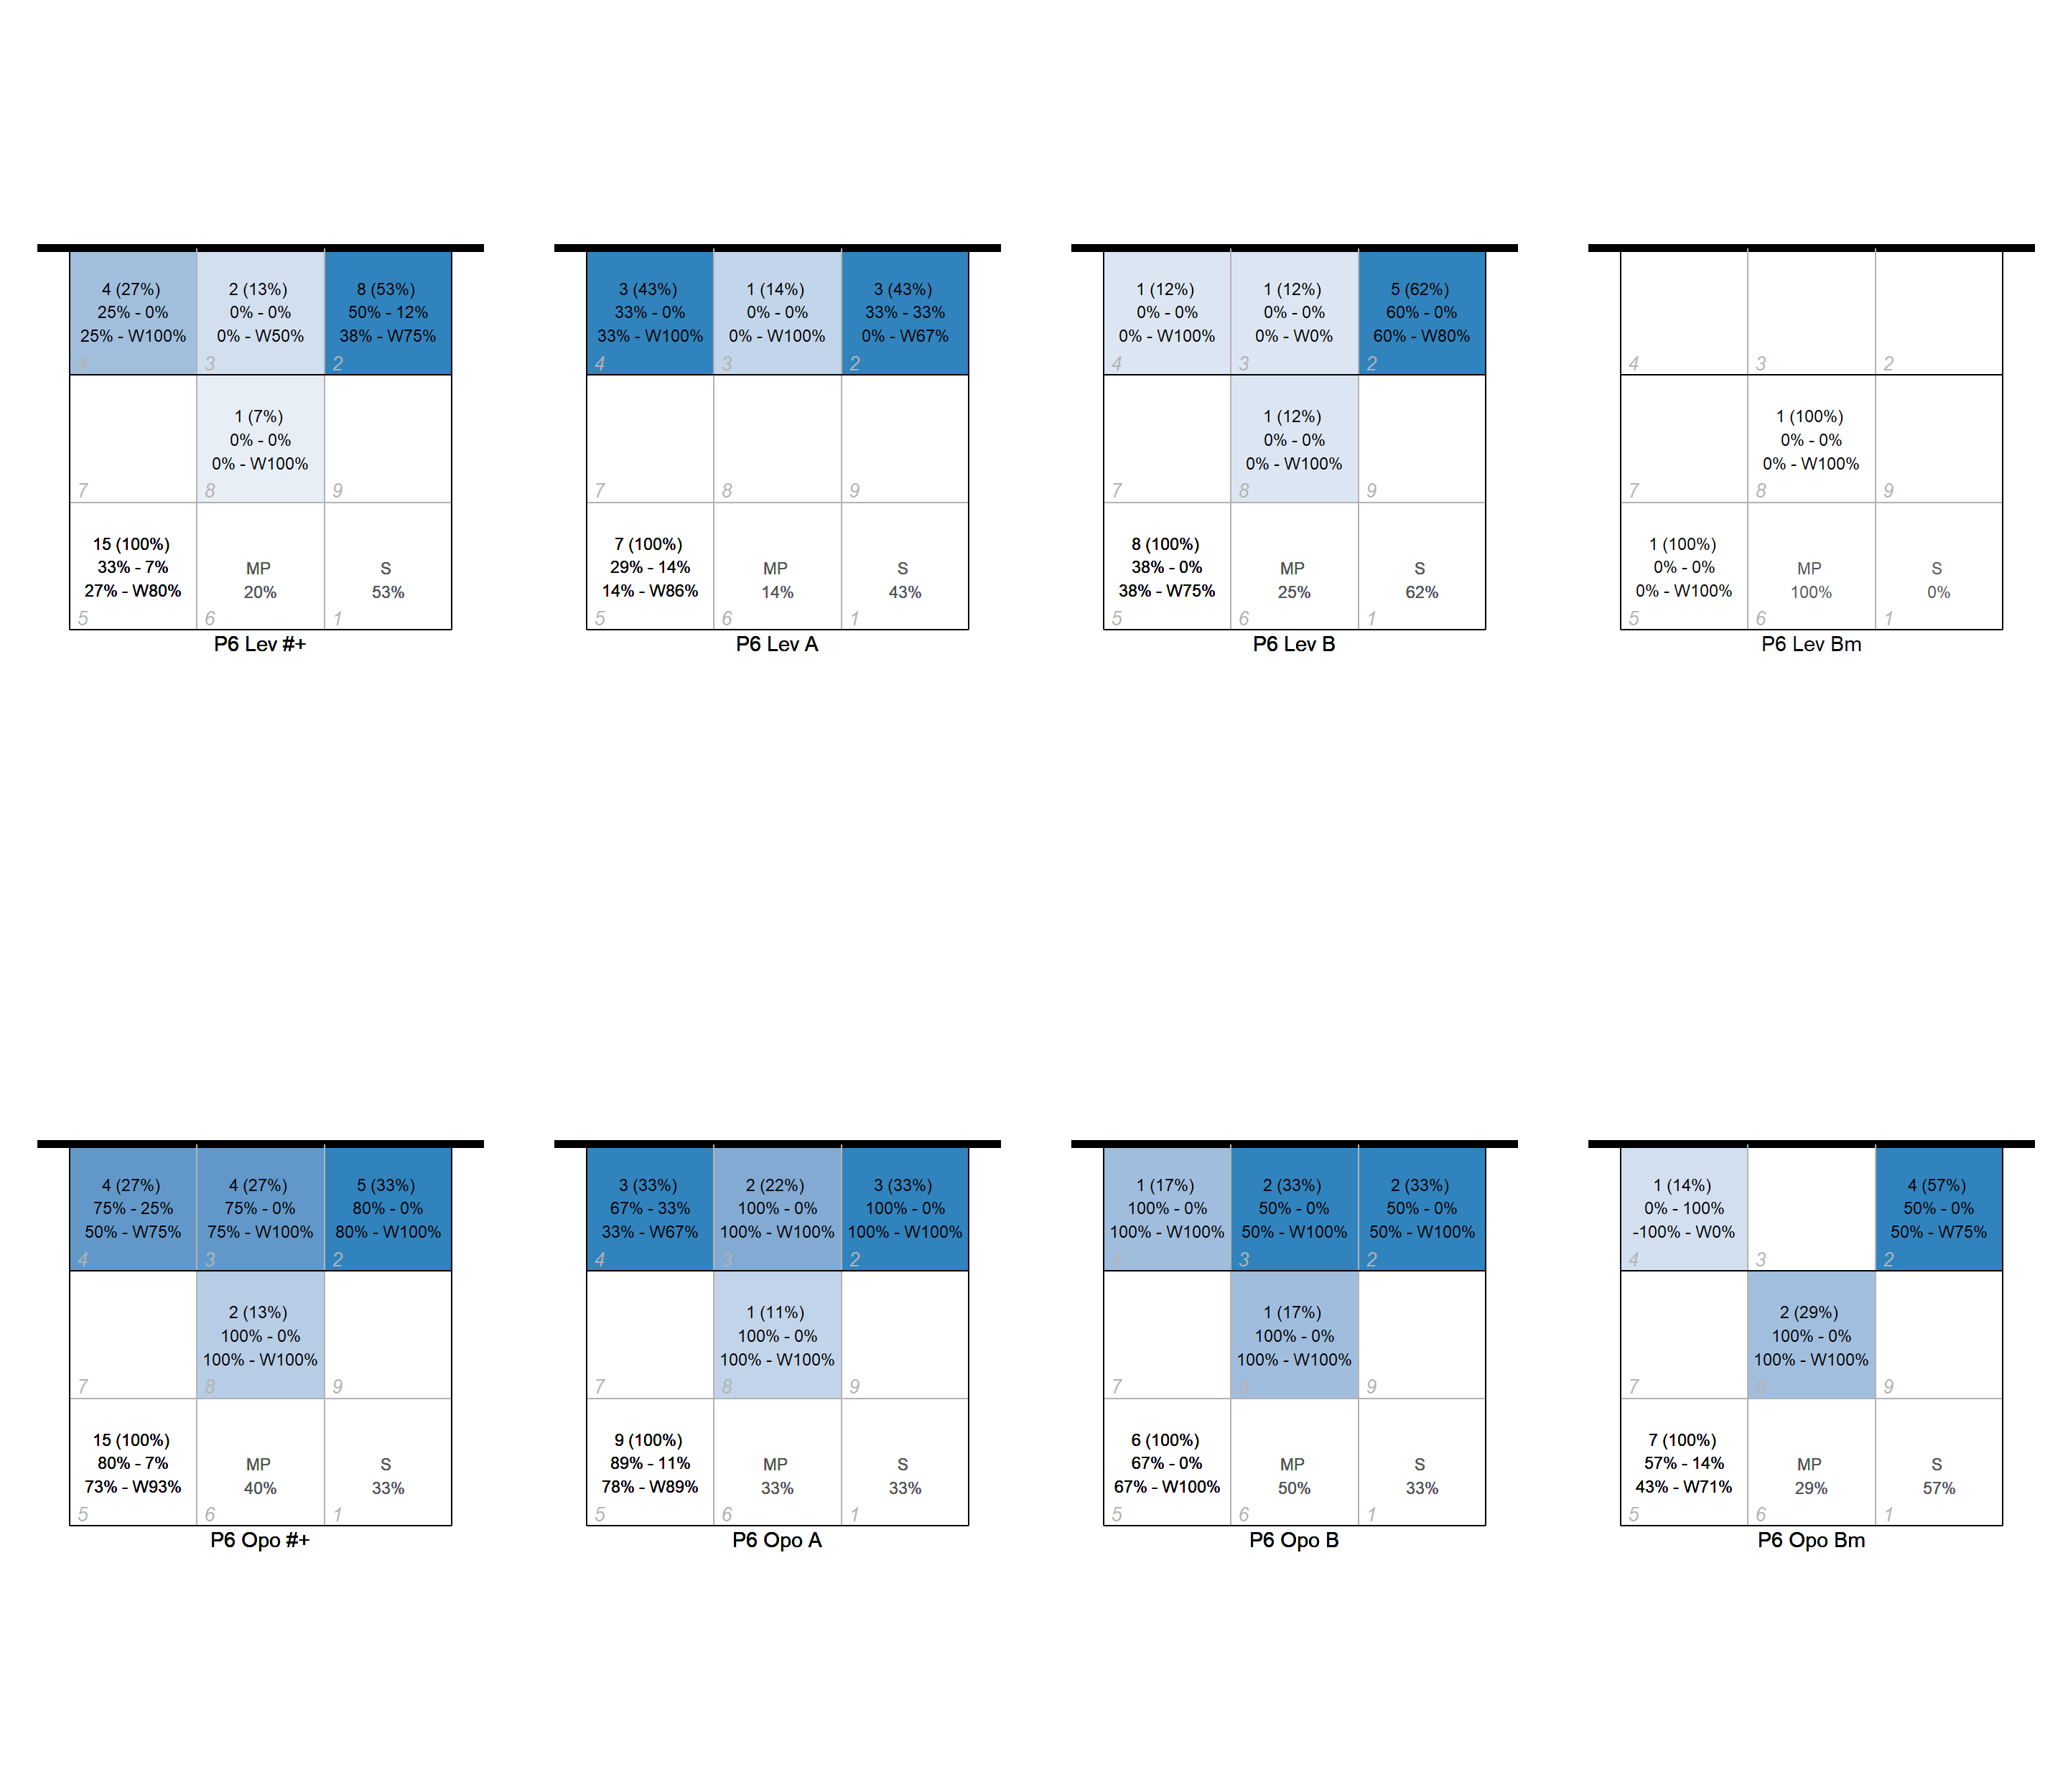 4 (27%)
25% - 0%
25% - W100%
4
2 (13%)
0% - 0%
0% - W50%
3
8 (53%)
50% - 12%
38% - W75%
2
7
1 (7%)
0% - 0%
0% - W100%
8
9
15 (100%)
33% - 7%
27% - W80%
5
MP
20%
6
S
53%
1
P6 Lev #+
3 (43%)
33% - 0%
33% - W100%
4
1 (14%)
0% - 0%
0% - W100%
3
3 (43%)
33% - 33%
0% - W67%
2
7
8
9
7 (100%)
29% - 14%
14% - W86%
5
MP
14%
6
S
43%
1
P6 Lev A
1 (12%)
0% - 0%
0% - W100%
4
1 (12%)
0% - 0%
0% - W0%
3
5 (62%)
60% - 0%
60% - W80%
2
7
1 (12%)
0% - 0%
0% - W100%
8
9
8 (100%)
38% - 0%
38% - W75%
5
MP
25%
6
S
62%
1
P6 Lev B
4
3
2
7
1 (100%)
0% - 0%
0% - W100%
8
9
1 (100%)
0% - 0%
0% - W100%
5
MP
100%
6
S
0%
1
P6 Lev Bm
4 (27%)
75% - 25%
50% - W75%
4
4 (27%)
75% - 0%
75% - W100%
3
5 (33%)
80% - 0%
80% - W100%
2
7
2 (13%)
100% - 0%
100% - W100%
8
9
15 (100%)
80% - 7%
73% - W93%
5
MP
40%
6
S
33%
1
P6 Opo #+
3 (33%)
67% - 33%
33% - W67%
4
2 (22%)
100% - 0%
100% - W100%
3
3 (33%)
100% - 0%
100% - W100%
2
7
1 (11%)
100% - 0%
100% - W100%
8
9
9 (100%)
89% - 11%
78% - W89%
5
MP
33%
6
S
33%
1
P6 Opo A
1 (17%)
100% - 0%
100% - W100%
4
2 (33%)
50% - 0%
50% - W100%
3
2 (33%)
50% - 0%
50% - W100%
2
7
1 (17%)
100% - 0%
100% - W100%
8
9
6 (100%)
67% - 0%
67% - W100%
5
MP
50%
6
S
33%
1
P6 Opo B
1 (14%)
0% - 100%
-100% - W0%
4
3
4 (57%)
50% - 0%
50% - W75%
2
7
2 (29%)
100% - 0%
100% - W100%
8
9
7 (100%)
57% - 14%
43% - W71%
5
MP
29%
6
S
57%
1
P6 Opo Bm